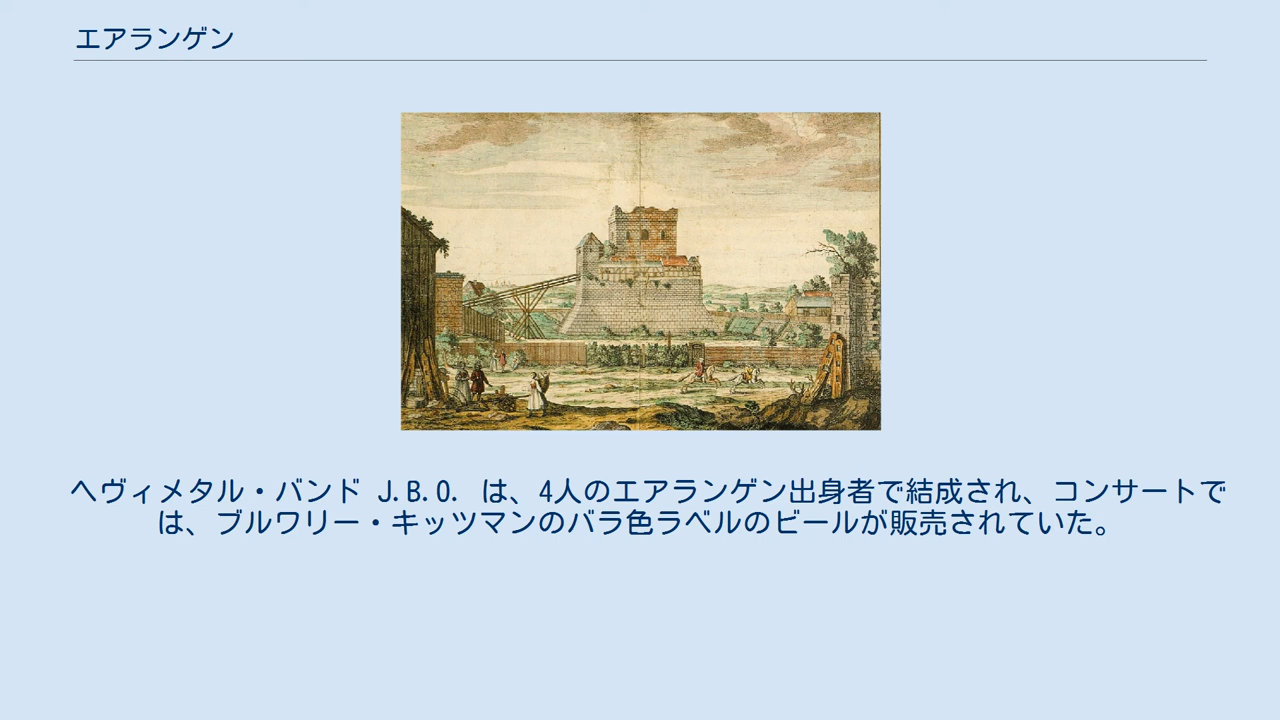 エアランゲン
ヘヴィメタル・バンド J.B.O. は、4人のエアランゲン出身者で結成され、コンサートで
は、ブルワリー・キッツマンのバラ色ラベルのビールが販売されていた。